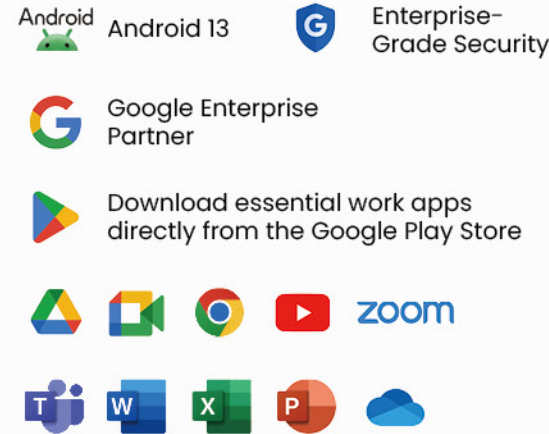 Android
Android 13
G
Enterprise-
Grade Security
G
Google Enterprise
Partner
Download essential work apps
directly from the Google Play Store
zoom
T
W
X
P